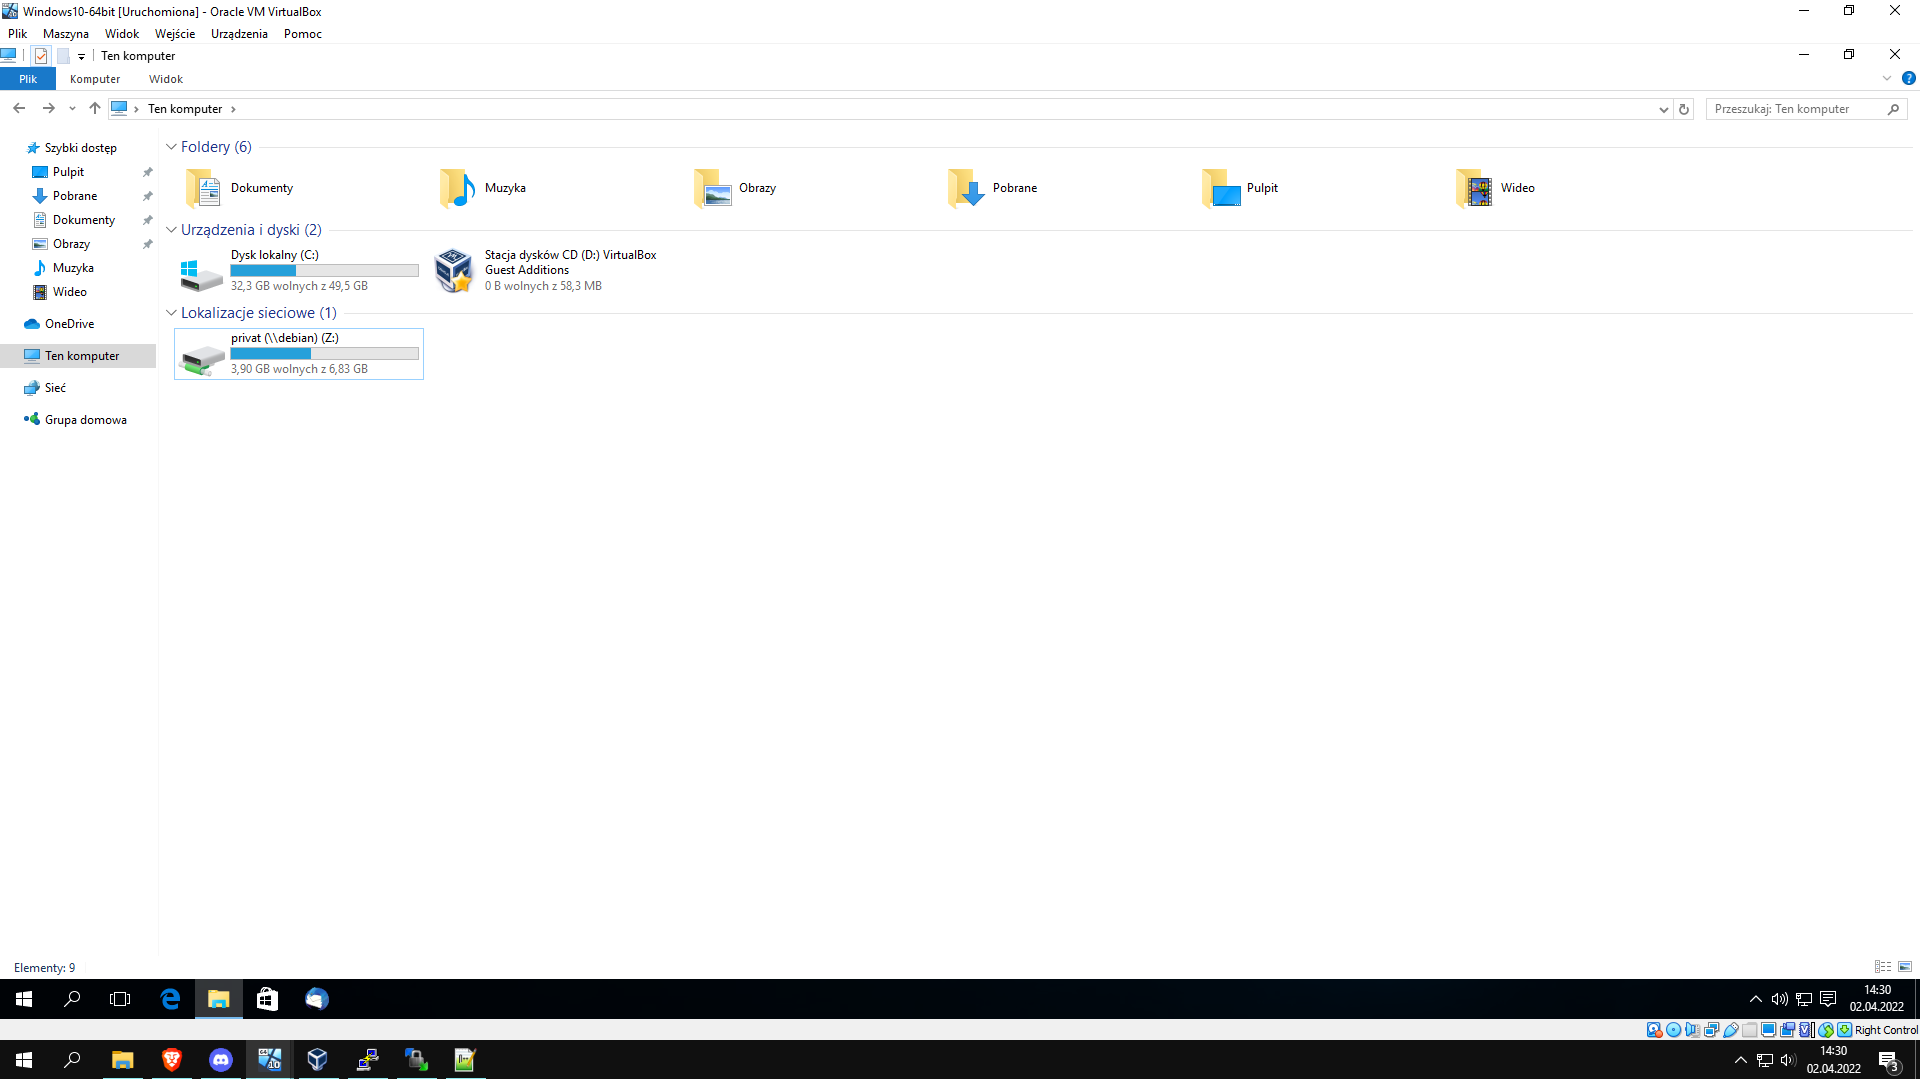 Windows10-64bit [Uruchomiona] - Oracle VM VirtualBox
Plik Maszyna Widok Wejście Urządzenia Pomoc
Ten komputer
Plik Komputer Widok
Ten komputer
Przeszukaj: Ten komputer
Szybki dostęp
Pulpit
Pobrane
Dokumenty
Obrazy
Muzyka
Wideo
OneDrive
Ten komputer
Sieć
Grupa domowa
Foldery (6)
Dokumenty
Muzyka
Obrazy
Pobrane
Pulpit
Wideo
Urządzenia i dyski (2)
Dysk lokalny (C:)
32,3 GB wolnych z 49,5 GB
Stacja dysków CD (D:) VirtualBox
Guest Additions
0 B wolnych z 58,3 MB
Lokalizacje sieciowe (1)
privat (\\debian) (Z:)
3,90 GB wolnych z 6,83 GB
Elementy: 9
14:30
02.04.2022
Right Control
14:30
02.04.2022
3